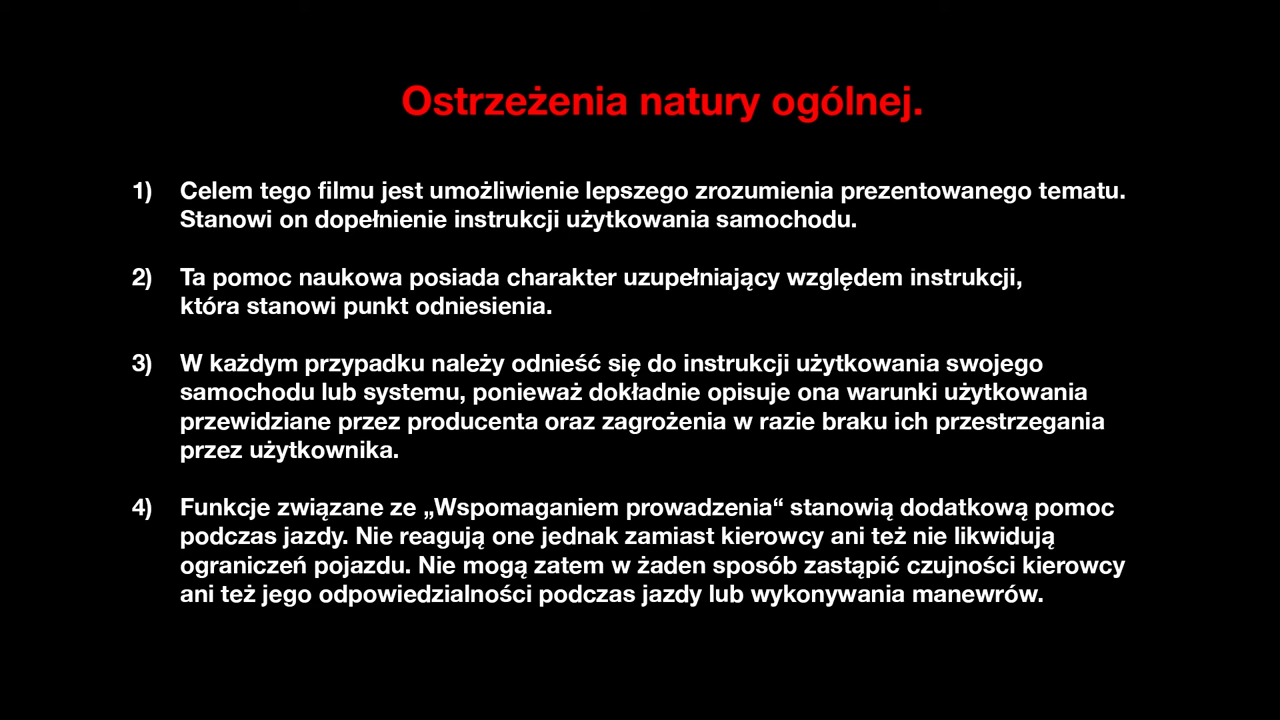 Ostrzeżenia natury ogólnej.
1) Celem tego filmu jest umożliwienie lepszego zrozumienia prezentowanego tematu.
Stanowi on dopełnienie instrukcji użytkowania samochodu.
2) Ta pomoc naukowa posiada charakter uzupełniający względem instrukcji,
która stanowi punkt odniesienia.
3) W każdym przypadku należy odnieść się do instrukcji użytkowania swojego
samochodu lub systemu, ponieważ dokładnie opisuje ona warunki użytkowania
przewidziane przez producenta oraz zagrożenia w razie braku ich przestrzegania
przez użytkownika.
4) Funkcje związane ze „Wspomaganiem prowadzenia“ stanowią dodatkową pomoc
podczas jazdy. Nie reagują one jednak zamiast kierowcy ani też nie likwidują
ograniczeń pojazdu. Nie mogą zatem w żaden sposób zastąpić czujności kierowcy
ani też jego odpowiedzialności podczas jazdy lub wykonywania manewrów.